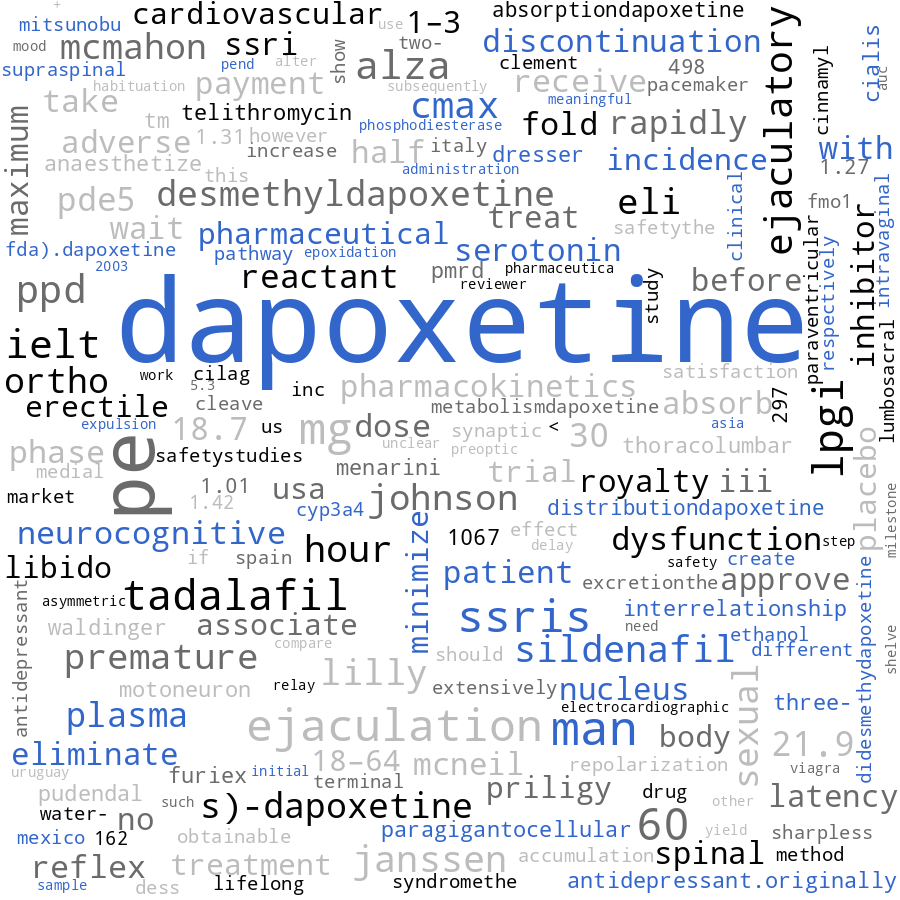 +
cardiovascular
use
1–3
absorptiondapoxetine
mitsunobu
mood
mcmahon
ssri
two-
discontinuation
cialis
ejaculatory
supraspinal
pend
alter
show
alza
clement
498
cinnamyl
auc
habituation
payment
subsequently
receive
pacemaker
take
telithromycin
cmax
meaningful
maximum
tm
phosphodiesterase
fold
rapidly
adverse
1.31
however
half
italy
dresser
incidence
with
1.27
increase
anaesthetize
this
administration
clinical
intravaginal
pde5
desmethyldapoxetine
treat
eli
fmo1
wait
pharmaceutical
safetythe
inhibitor
paraventricular
respectively
fda).dapoxetine
pathway
epoxidation
serotonin
2003
reactant
pmrd
pharmaceutica
reviewer
study
before
ppd
dapoxetine
ielt
lumbosacral
ortho
work
cilag
satisfaction
5.3
inc
pharmacokinetics
erectile
cleave
metabolismdapoxetine
absorb
297
lpgi
expulsion
18.7
us
mg
dose
synaptic
<
30
asia
placebo
phase
pe
safetystudies
unclear
preoptic
thoracolumbar
medial
menarini
trial
royalty
iii
market
1.01
usa
johnson
1.42
cyp3a4
distributiondapoxetine
milestone
neurocognitive
hour
minimize
1067
effect
delay
dysfunction
step
if
spain
safety
create
libido
patient
excretionthe
approve
antidepressant
asymmetric
tadalafil
ssris
interrelationship
didesmethydapoxetine
waldinger
associate
need
ethanol
shelve
compare
premature
should
sildenafil
different
motoneuron
relay
lilly
extensively
nucleus
sexual
three-
plasma
electrocardiographic
ejaculation
man
body
21.9
eliminate
uruguay
furiex
initial
18–64
mcneil
repolarization
viagra
pudendal
such
terminal
priligy
drug
other
latency
water-
no
s)-dapoxetine
mexico
162
obtainable
paragigantocellular
60
yield
sharpless
reflex
treatment
janssen
accumulation
spinal
method
sample
dess
lifelong
syndromethe
antidepressant.originally